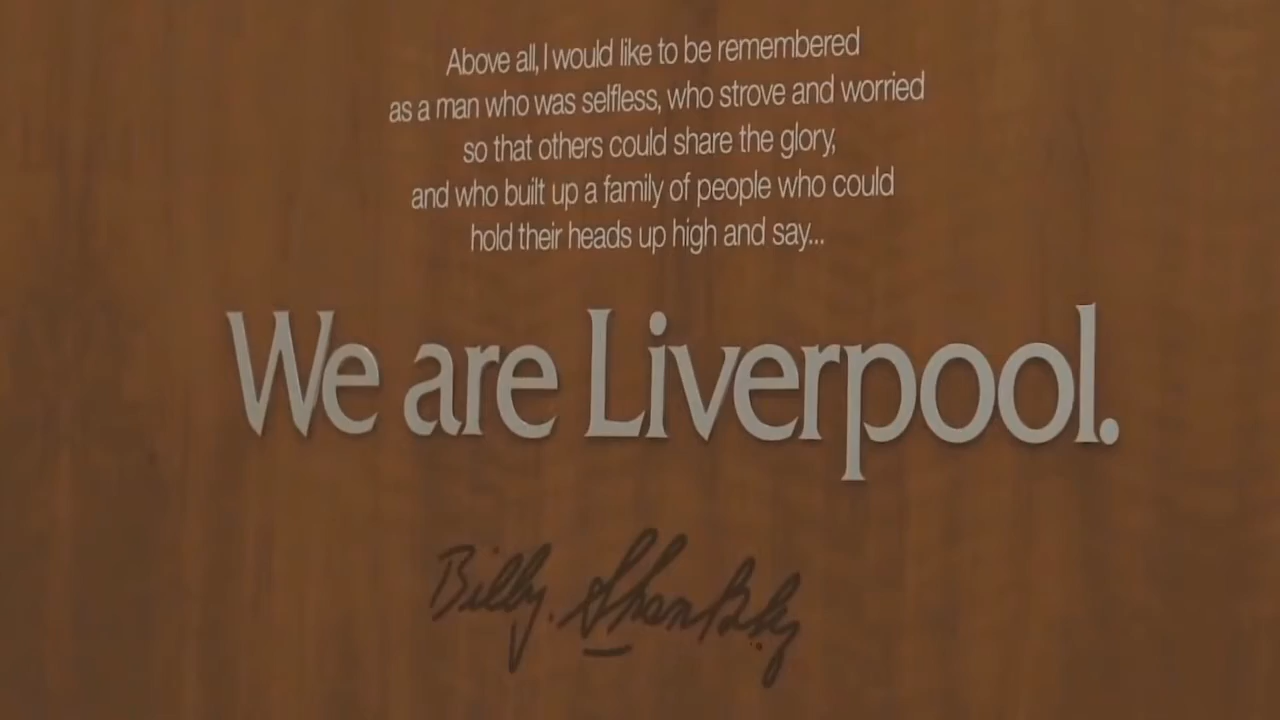 Above all, I would like to be remembered
as a man who was selfless, who strove and worried
so that others could share the glory,
and who built up a family of people who could
hold their heads up high and say...
We are Liverpool.
Billy Shankly